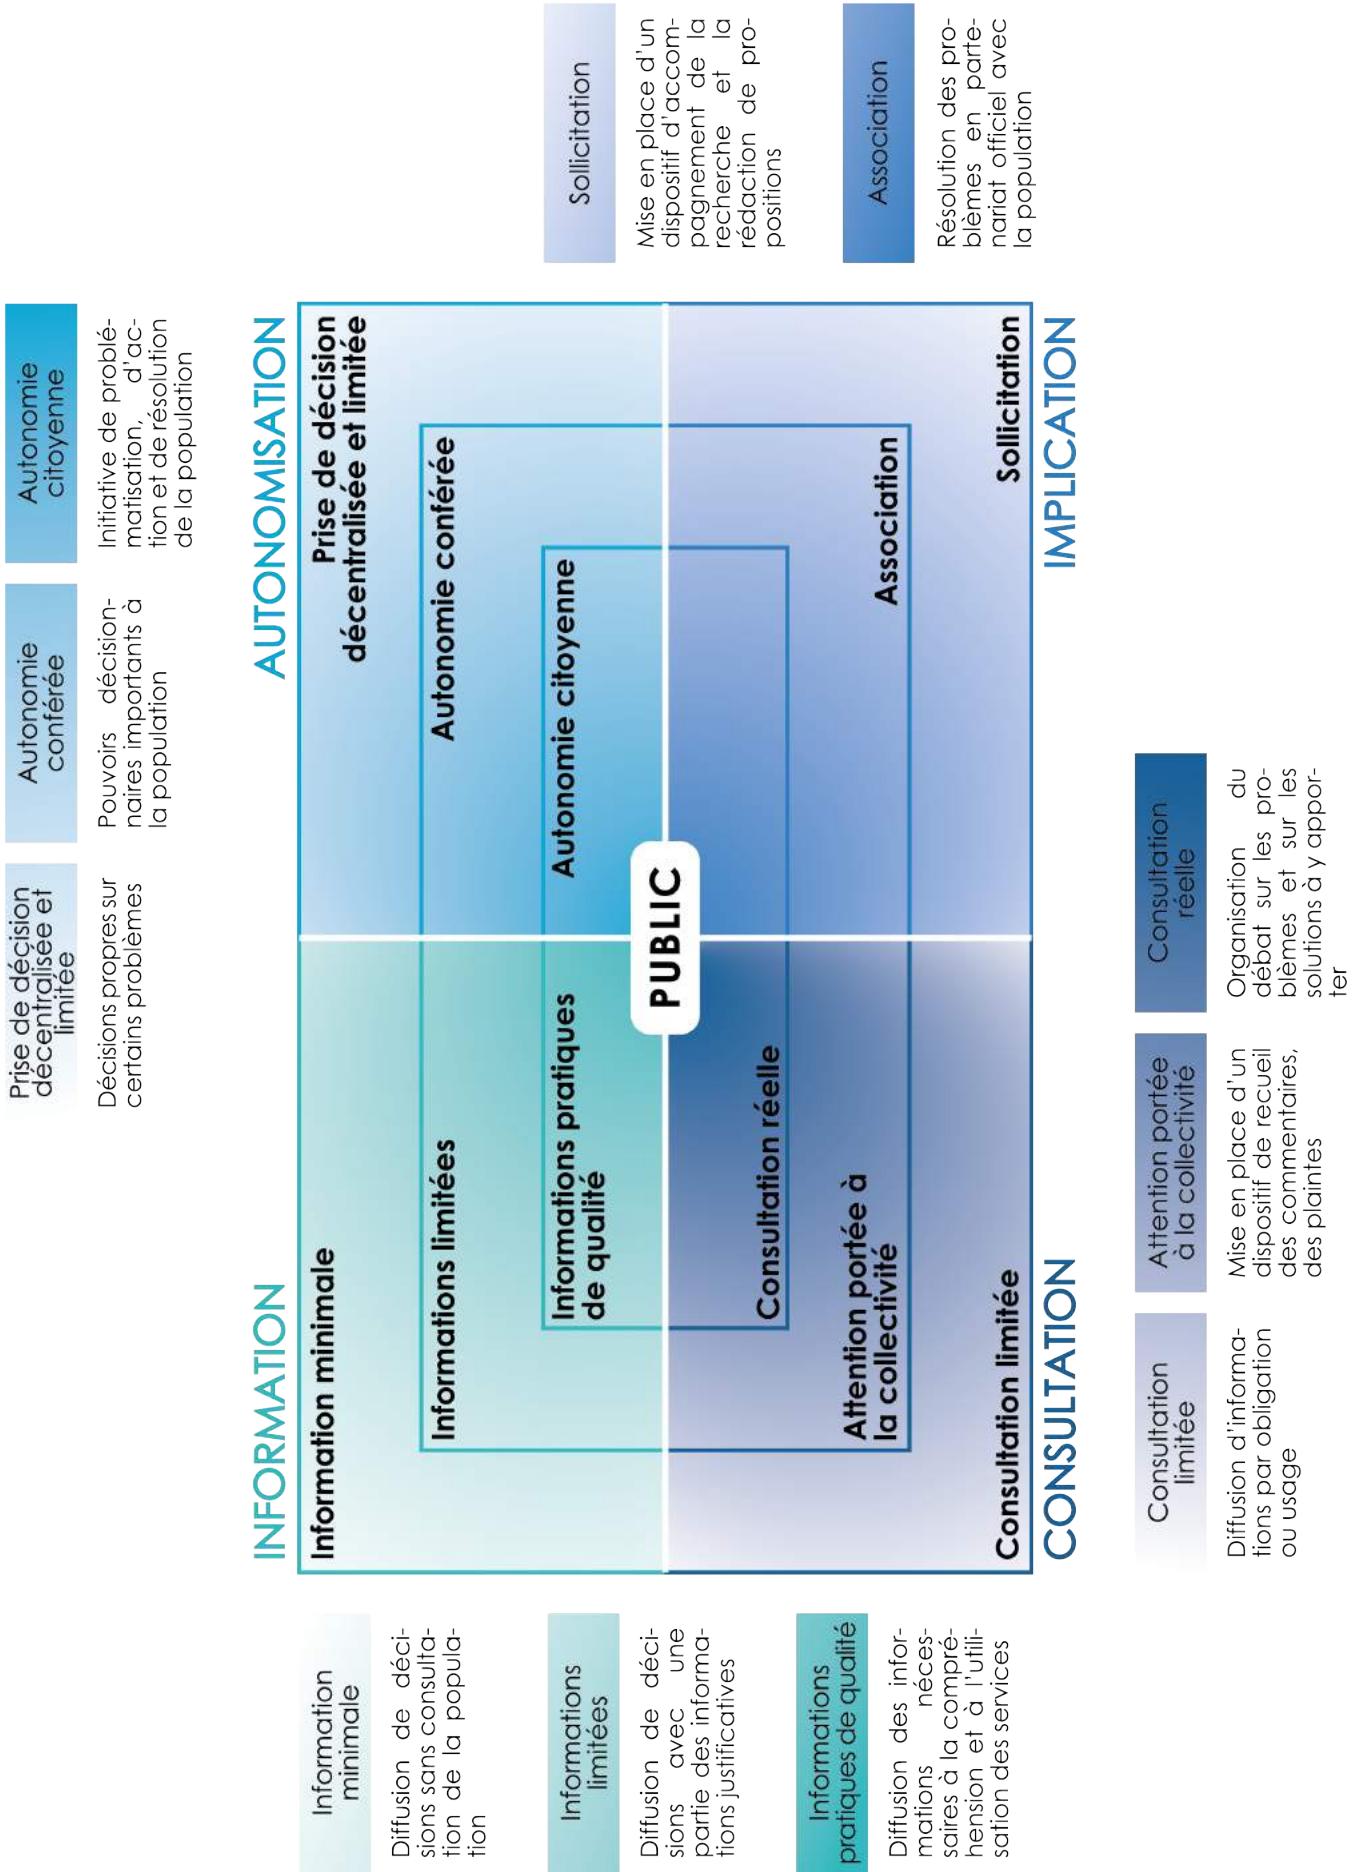 Prise de décision
décentralisée et
limitée
Décisions propres sur
certains problèmes
Autonomie
conférée
Pouvoirs décision-
naires importants à
la population
Autonomie
citoyenne
Initiative de problé-
matisation, d'ac-
tion et de résolution
de la population
Information
minimale
Diffusion de déci-
sions sans consulta-
tion de la popula-
tion
Informations
limitées
Diffusion de déci-
sions avec une
partie des informa-
tions justificatives
Informations
pratiques de qualité
Diffusion des infor-
mations néces-
saires à la compré-
hension et à l'utili-
sation des services
INFORMATION
Information minimale
Informations limitées
Informations pratiques
de qualité
AUTONOMISATION
Prise de décision
décentralisée et limitée
Autonomie conférée
Autonomie citoyenne
PUBLIC
Consultation réelle
Attention portée à
la collectivité
Consultation limitée
CONSULTATION
Association
Sollicitation
IMPLICATION
Sollicitation
Mise en place d'un
dispositif d'accom-
pagnement de la
recherche et la
rédaction de pro-
positions
Association
Résolution des pro-
blèmes en parte-
nariat officiel avec
la population
Consultation
limitée
Diffusion d'informa-
tions par obligation
ou usage
Attention portée
à la collectivité
Mise en place d'un
dispositif de recueil
des commentaires,
des plaintes
Consultation
réelle
Organisation du
débat sur les pro-
blèmes et sur les
solutions à y appor-
ter